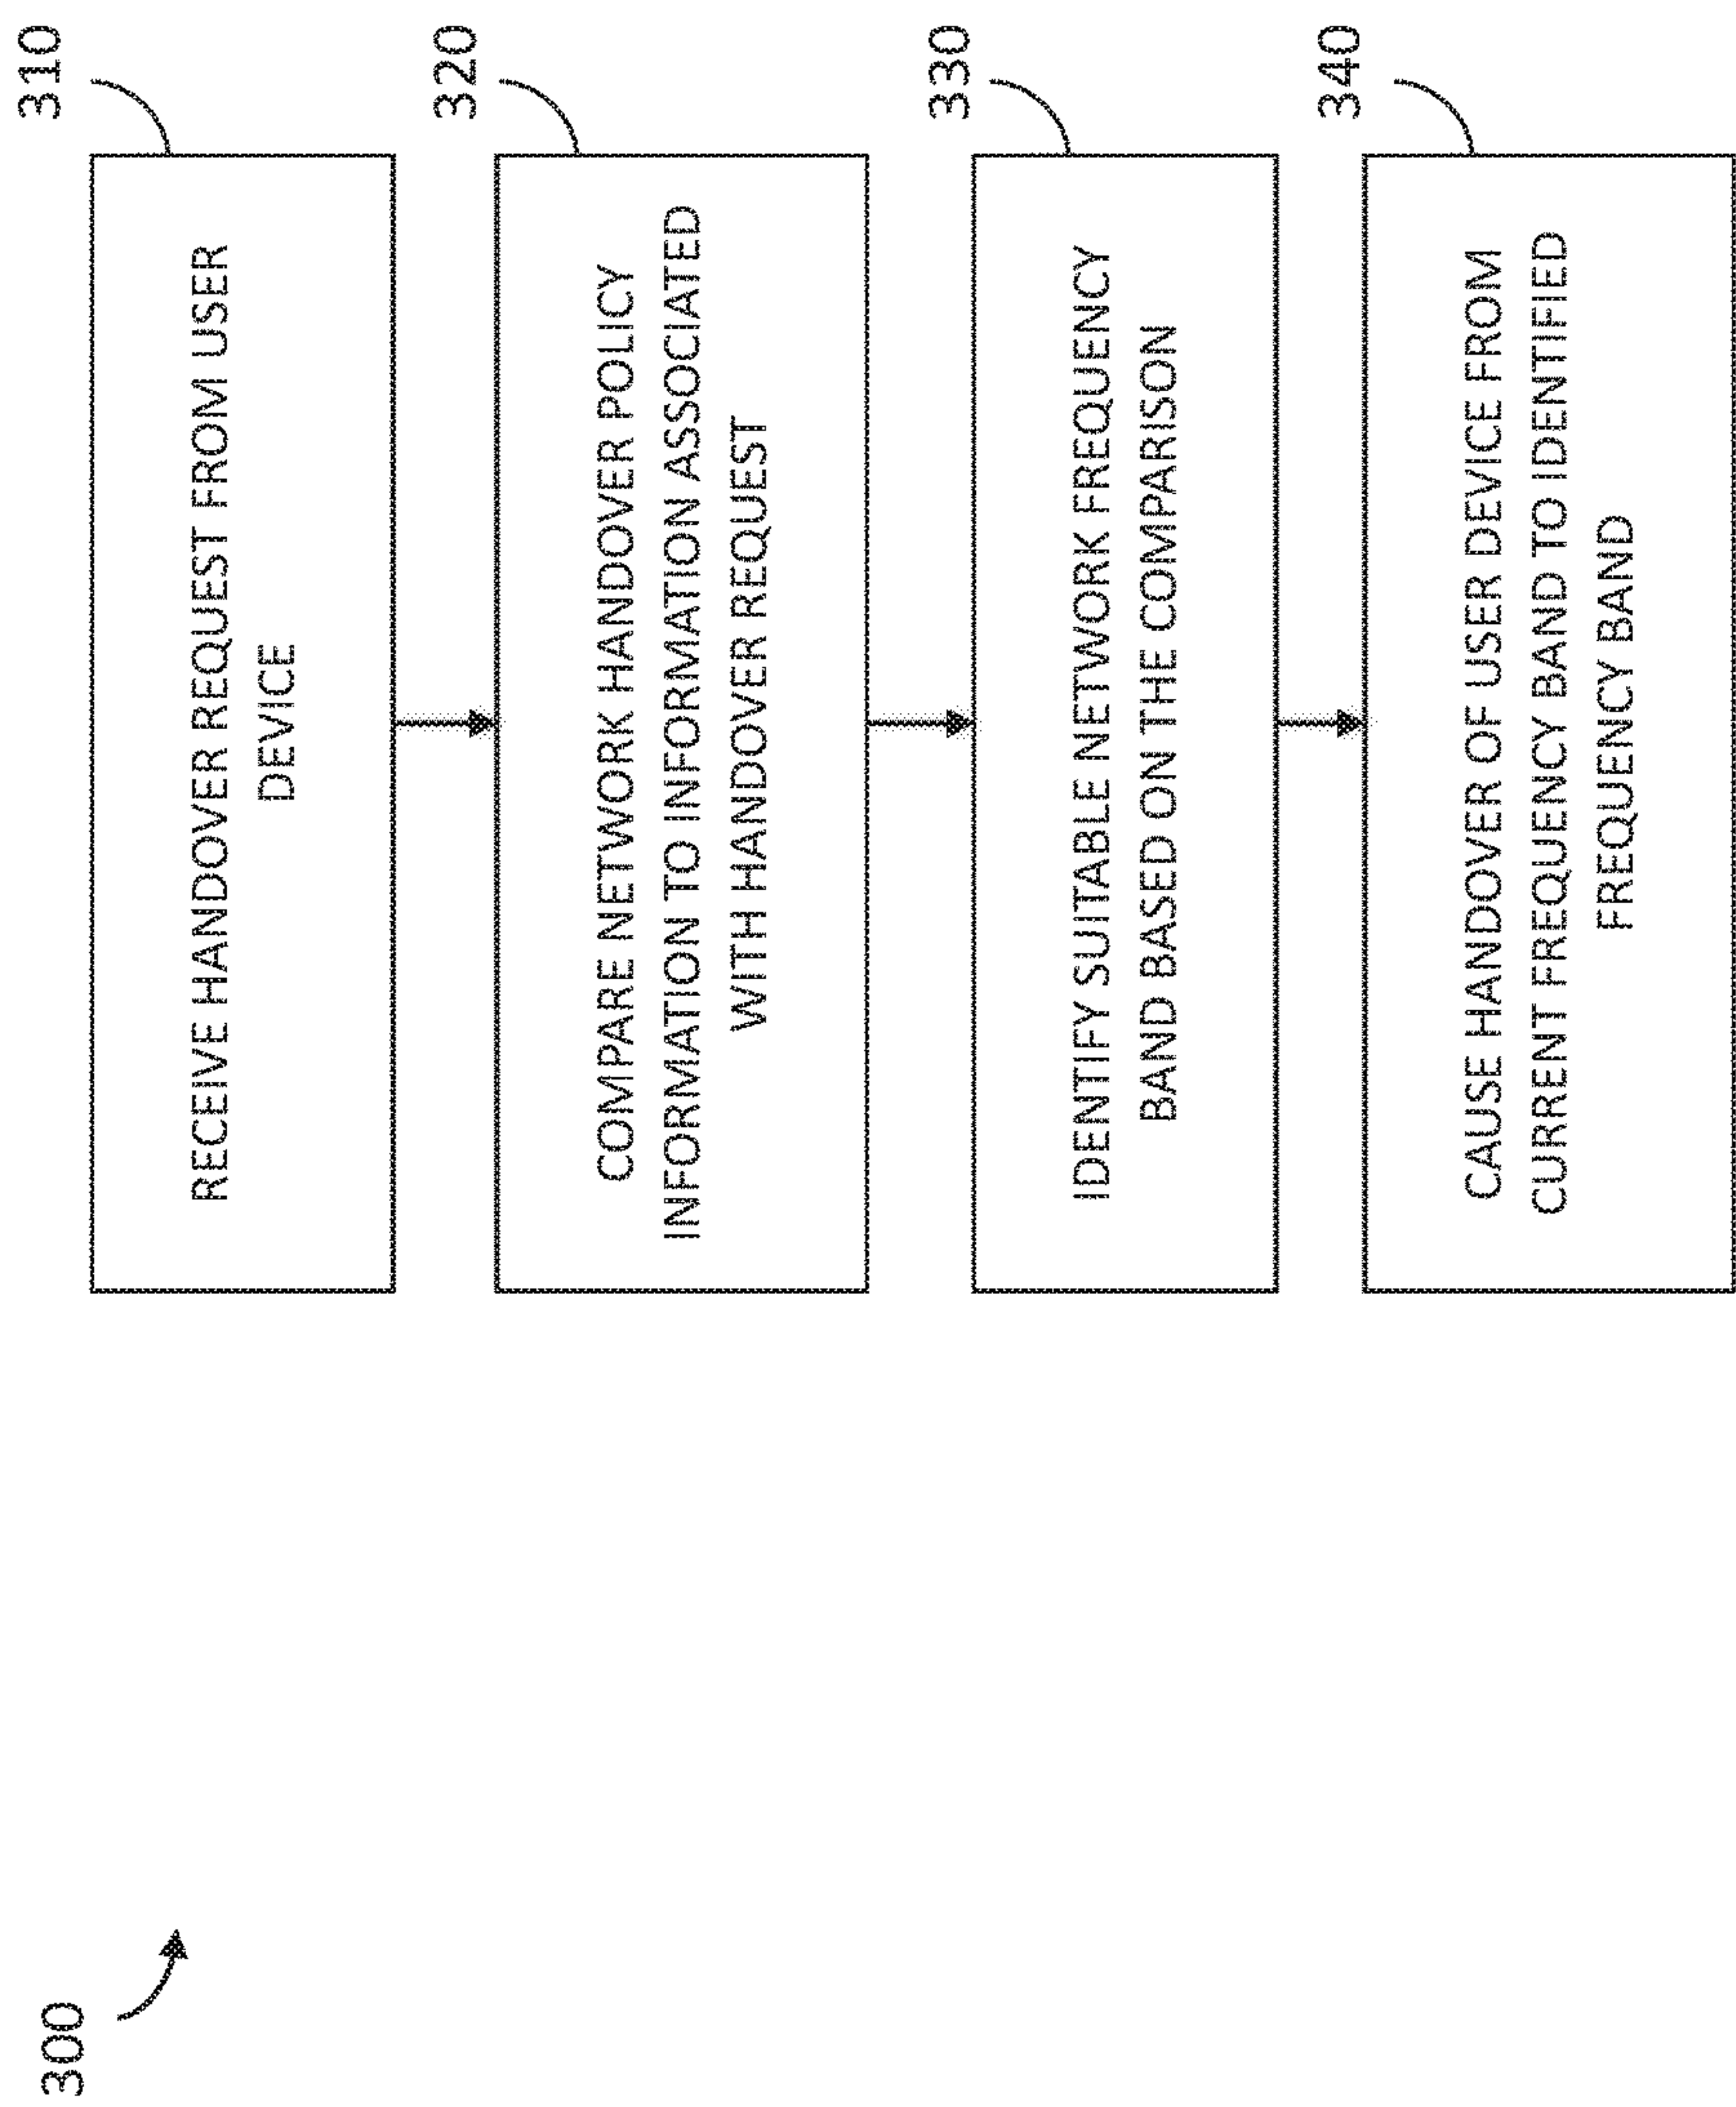 300
310
RECEIVE HANDOVER REQUEST FROM USER
DEVICE
320
COMPARE NETWORK HANDOVER POLICY
INFORMATION TO INFORMATION ASSOCIATED
WITH HANDOVER REQUEST
330
IDENTIFY SUITABLE NETWORK FREQUENCY
BAND BASED ON THE COMPARISON
340
CAUSE HANDOVER OF USER DEVICE FROM
CURRENT FREQUENCY BAND TO IDENTIFIED
FREQUENCY BAND